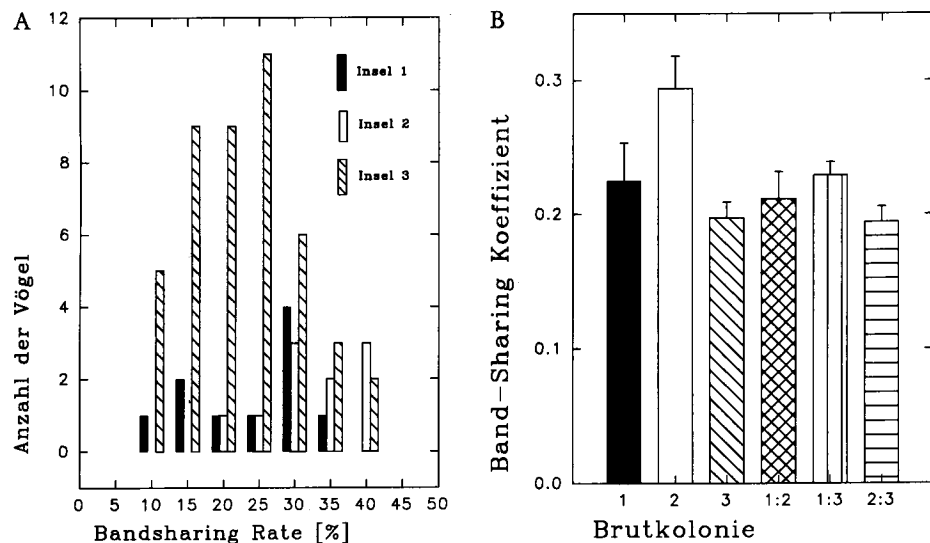 A
12
10
8
6
4
2
0
Anzahl der Vögel
Insel 1
Insel 2
Insel 3
0 5 10 15 20 25 30 35 40 45 50
Bandsharing Rate [%]
B
0.3
0.2
0.1
0.0
Band-Sharing Koeffizient
1 2 3 1:2 1:3 2:3
Brutkolonie